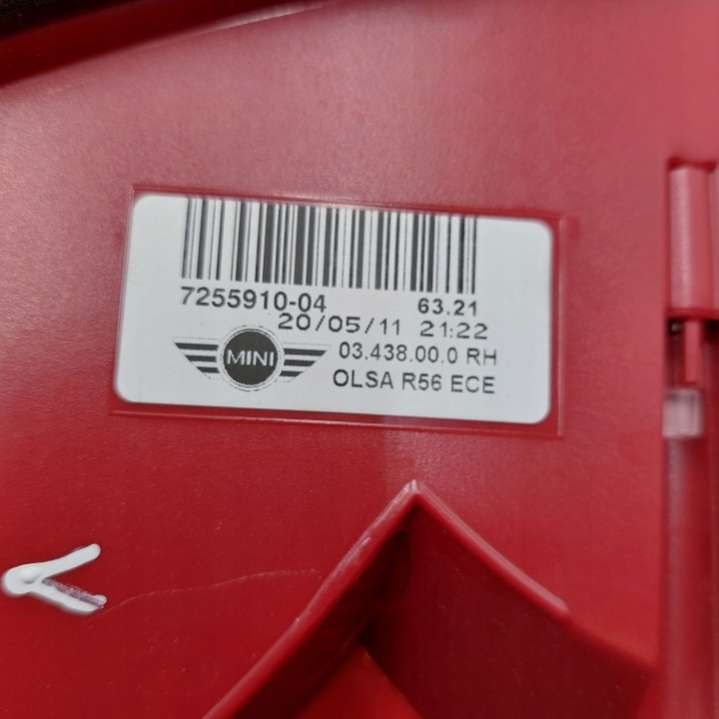 7255910-04 63.21
20/05/11 21:22
MINI 03.438.00.0 RH
OLSA R56 ECE